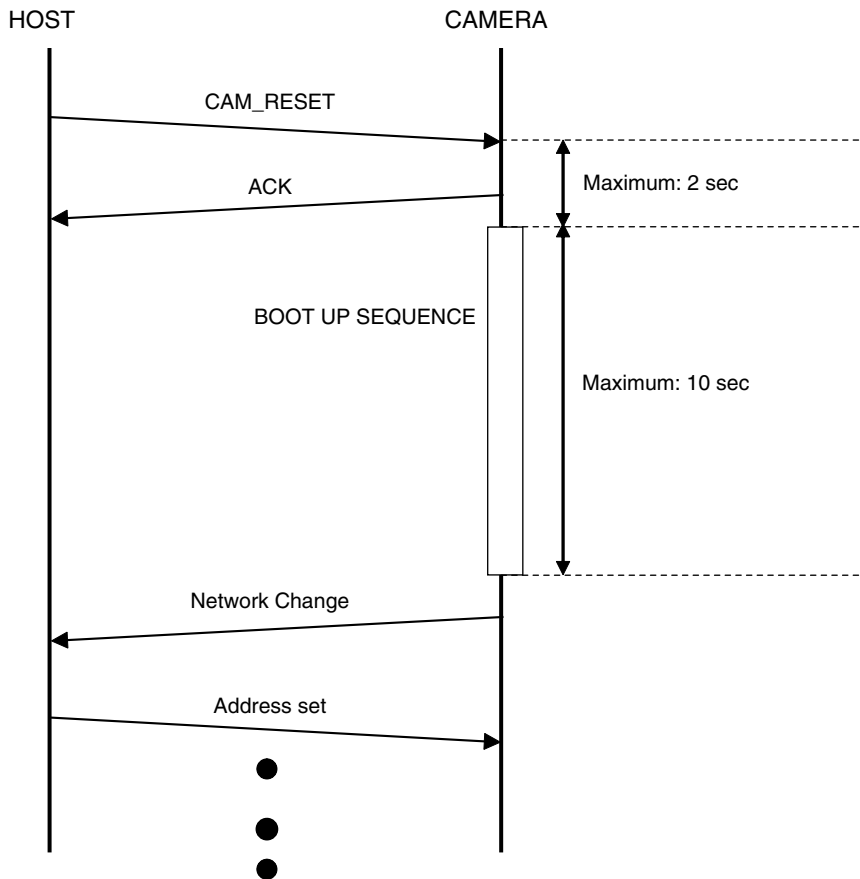 HOST
CAMERA
CAM_RESET
ACK
Maximum: 2 sec
BOOT UP SEQUENCE
Maximum: 10 sec
Network Change
Address set